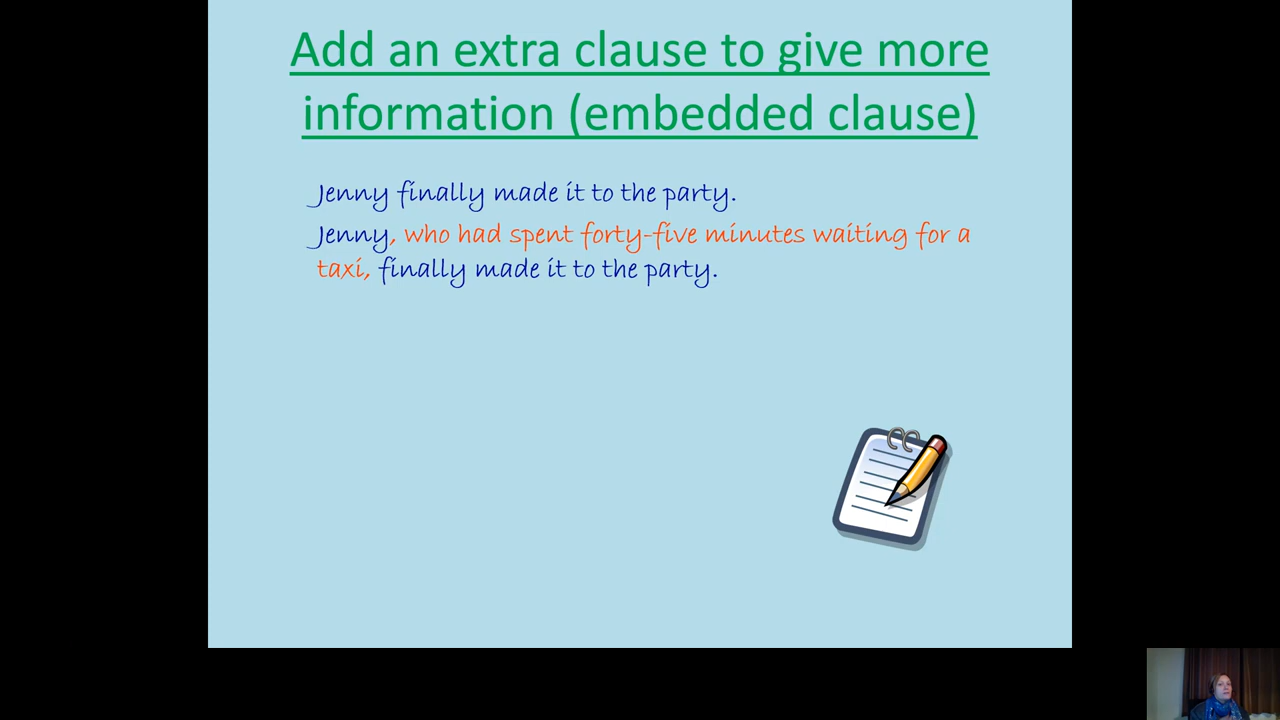 Add an extra clause to give more
information (embedded clause)
Jenny finally made it to the party.
Jenny, who had spent forty-five minutes waiting for a
taxi, finally made it to the party.